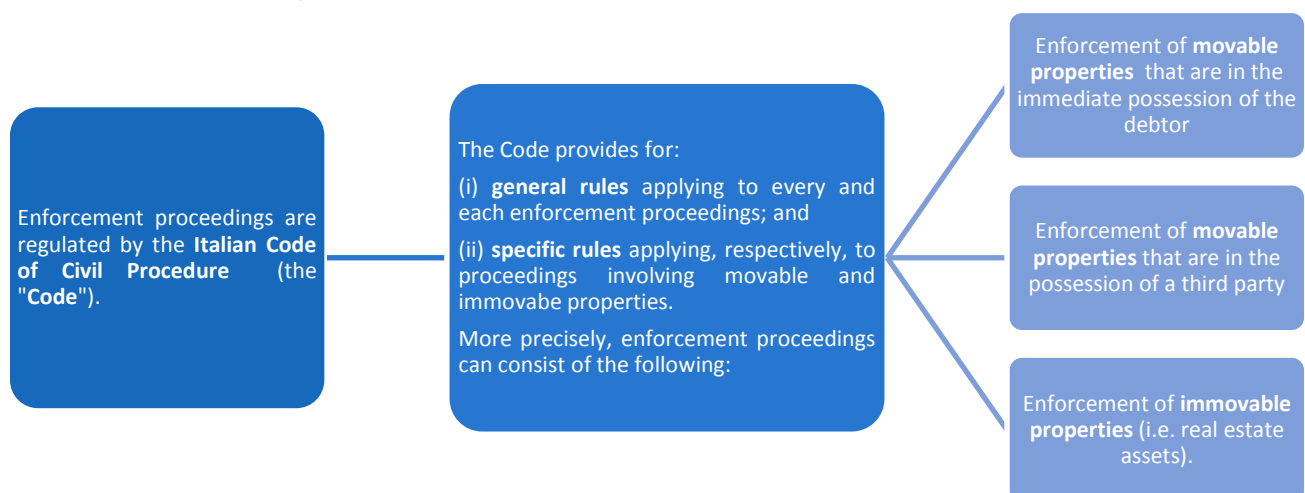 Enforcement proceedings are
regulated by the Italian Code
of Civil Procedure (the
"Code").
The Code provides for:
(i) general rules applying to every and
each enforcement proceedings; and
(ii) specific rules applying, respectively, to
proceedings involving movable and
immovabe properties.
More precisely, enforcement proceedings
can consist of the following:
Enforcement of movable
properties that are in the
immediate possession of the
debtor
Enforcement of movable
properties that are in the
possession of a third party
Enforcement of immovable
properties (i.e. real estate
assets).